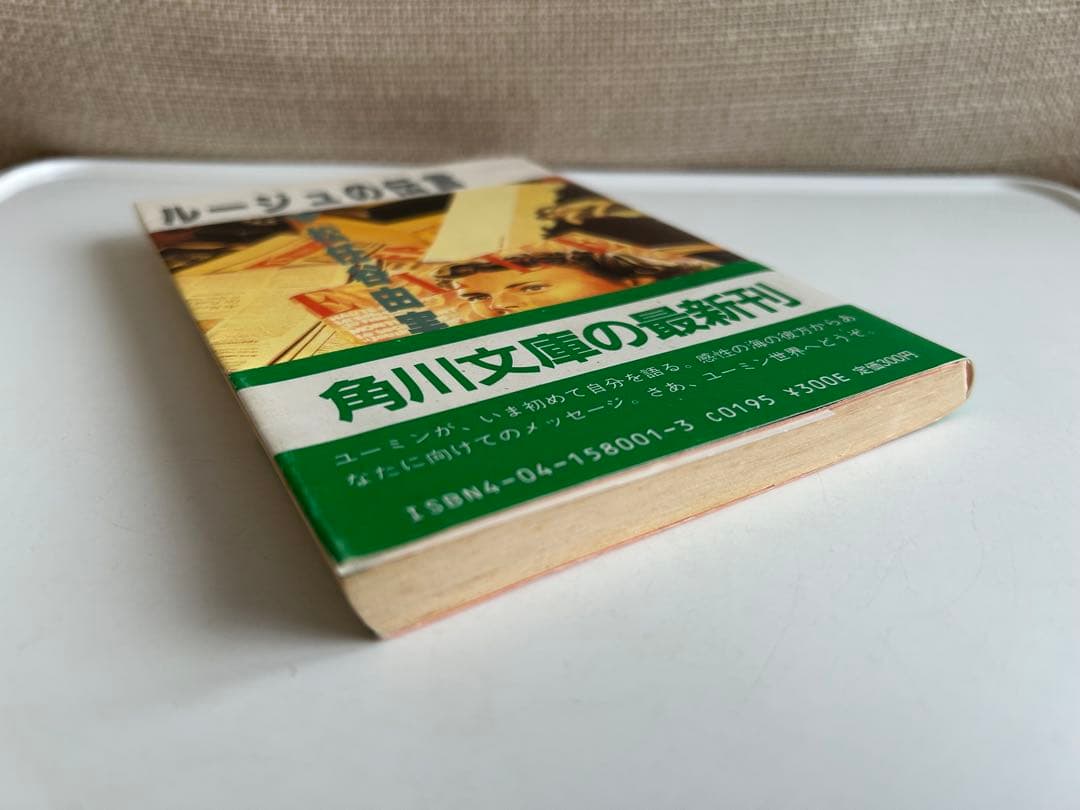 ルージュの伝言
松任谷由実
角川文庫の最新刊
ユーミンが、いま初めて自分を語る。感性の海の彼方からあ
なたに向けてのメッセージ。さあ、ユーミン世界へどうぞ。
ISBN4-04-158001-3 C0195 ¥300E 定価300円